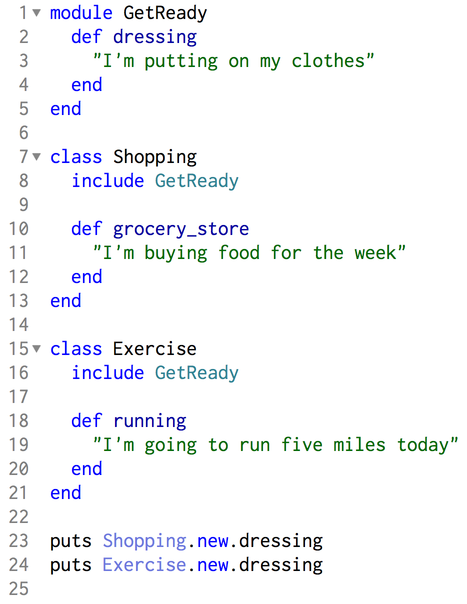 1 module GetReady
2   def dressing
3     "I'm putting on my clothes"
4   end
5 end
6
7 class Shopping
8   include GetReady
9
10   def grocery_store
11     "I'm buying food for the week"
12   end
13 end
14
15 class Exercise
16   include GetReady
17
18   def running
19     "I'm going to run five miles today"
20   end
21 end
22
23 puts Shopping.new.dressing
24 puts Exercise.new.dressing
25